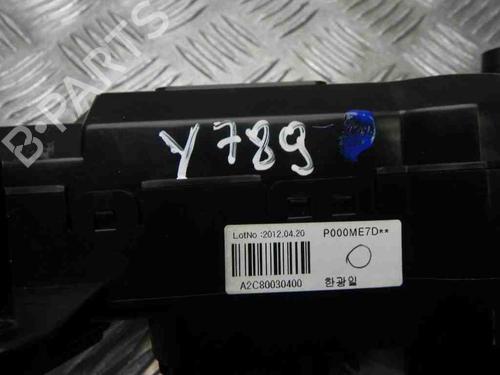 B-PARTS
Y789
LotNo :2012.04.20 P000ME7D**
A2C80030400 한광일